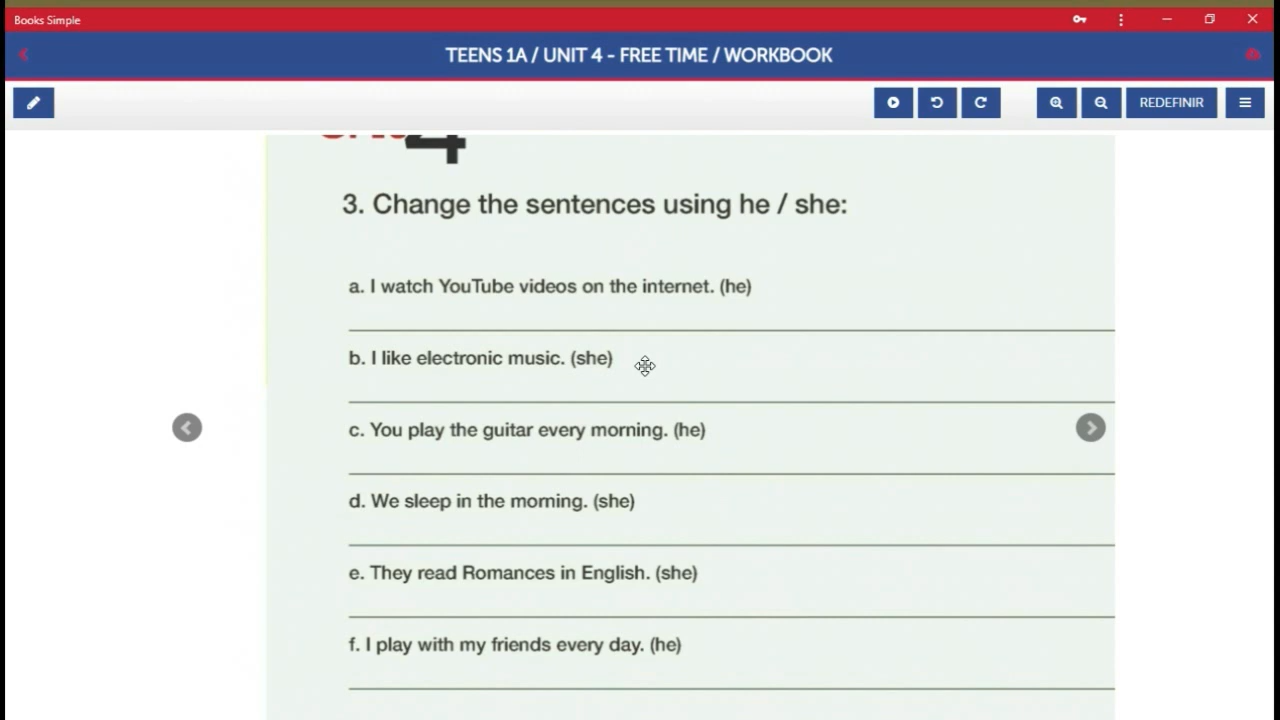 Books Simple
TEENS 1A / UNIT 4 - FREE TIME / WORKBOOK
REDEFINIR
4
3. Change the sentences using he / she:
a. I watch YouTube videos on the internet. (he)
b. I like electronic music. (she)
c. You play the guitar every morning. (he)
d. We sleep in the morning. (she)
e. They read Romances in English. (she)
f. I play with my friends every day. (he)